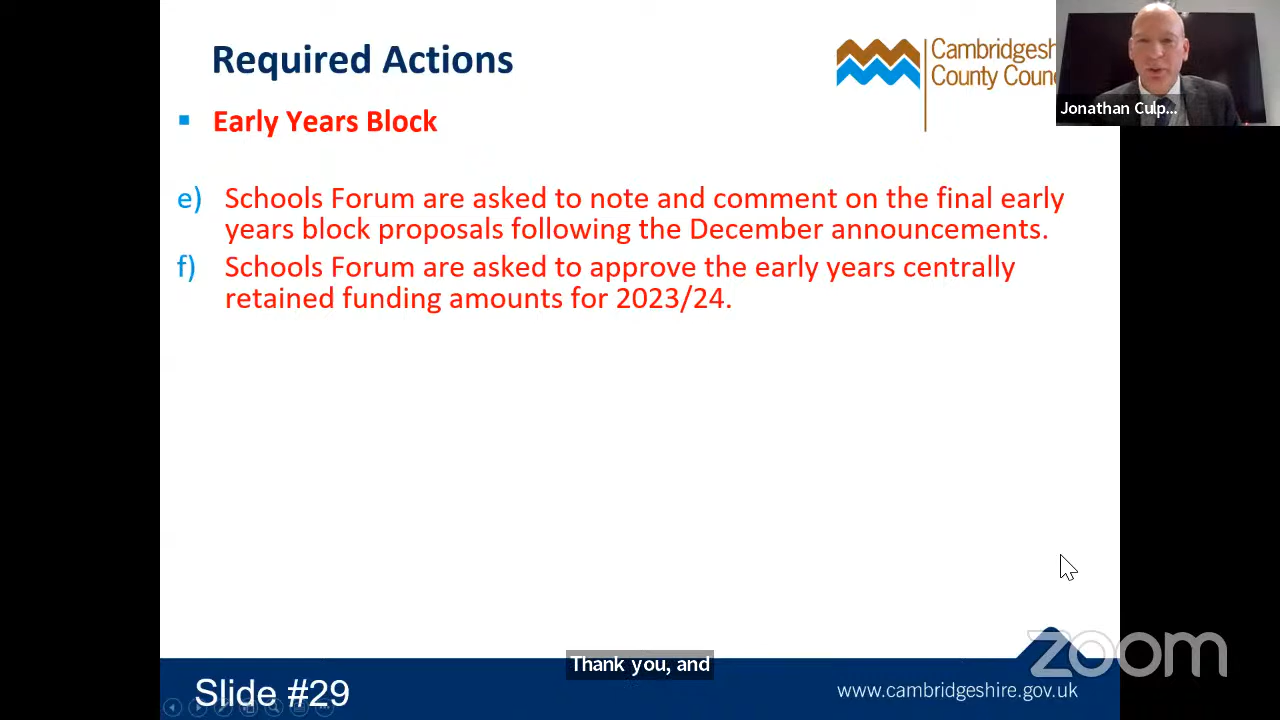 Required Actions
Cambridgesh
County Counc
Jonathan Culp...
Early Years Block
e) Schools Forum are asked to note and comment on the final early
years block proposals following the December announcements.
f) Schools Forum are asked to approve the early years centrally
retained funding amounts for 2023/24.
zoom
Thank you, and
Slide #29
www.cambridgeshire.gov.uk